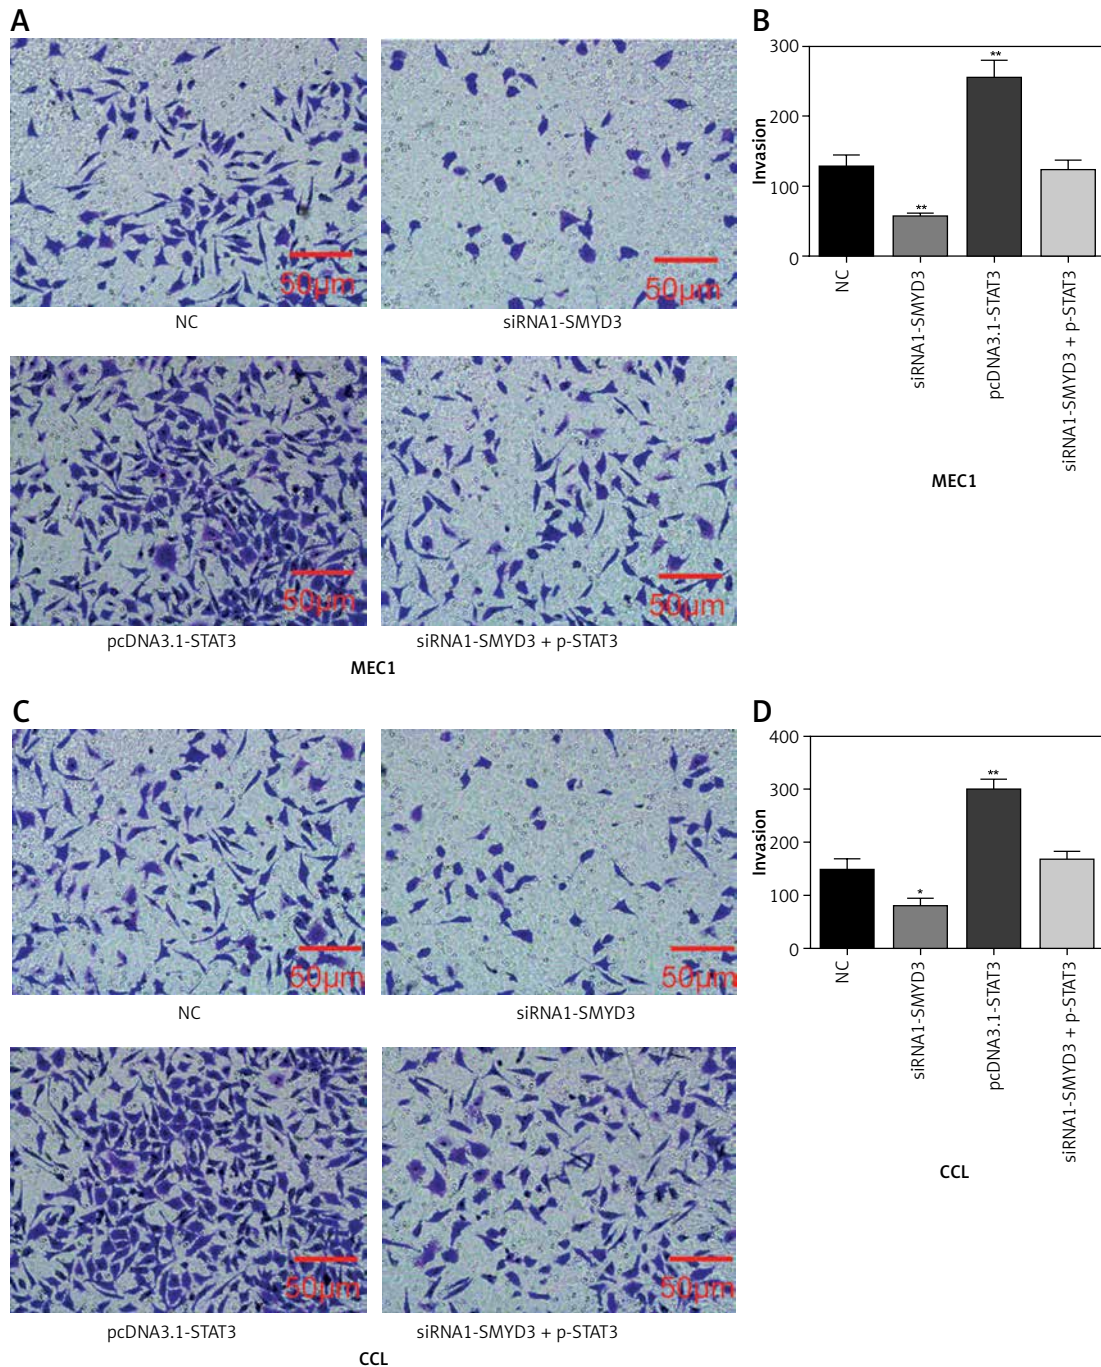 A
50µm
NC
50µm
siRNA1-SMYD3
50µm
pcDNA3.1-STAT3
50µm
siRNA1-SMYD3 + p-STAT3
MEC1
B
Invasion
300
200
100
0
**
**
NC
siRNA1-SMYD3
pcDNA3.1-STAT3
siRNA1-SMYD3 + p-STAT3
MEC1
C
50µm
NC
50µm
siRNA1-SMYD3
50µm
pcDNA3.1-STAT3
50µm
siRNA1-SMYD3 + p-STAT3
CCL
D
Invasion
400
300
200
100
0
*
**
NC
siRNA1-SMYD3
pcDNA3.1-STAT3
siRNA1-SMYD3 + p-STAT3
CCL